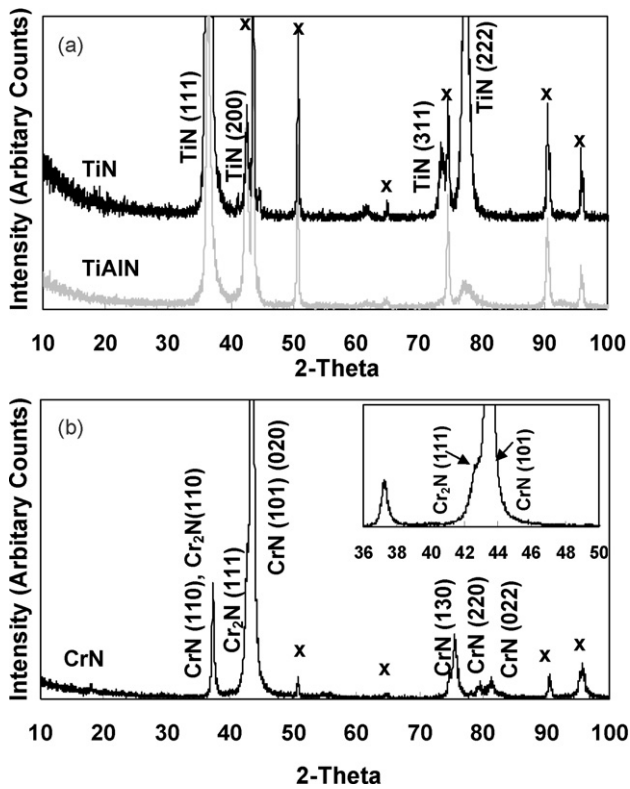 (a)
Intensity (Arbitary Counts)
TiN
TiAlN
TiN (111)
TiN (200)
x
x
TiN (311)
x
x
TiN (222)
x
x
10 20 30 40 50 60 70 80 90 100
2-Theta
(b)
Intensity (Arbitary Counts)
CrN
CrN (110), Cr₂N(110)
Cr₂N (111)
CrN (101) (020)
x
x
CrN (130)
CrN (220)
CrN (022)
x
x
Cr₂N (111)
CrN (101)
36 38 40 42 44 46 48 50
10 20 30 40 50 60 70 80 90 100
2-Theta